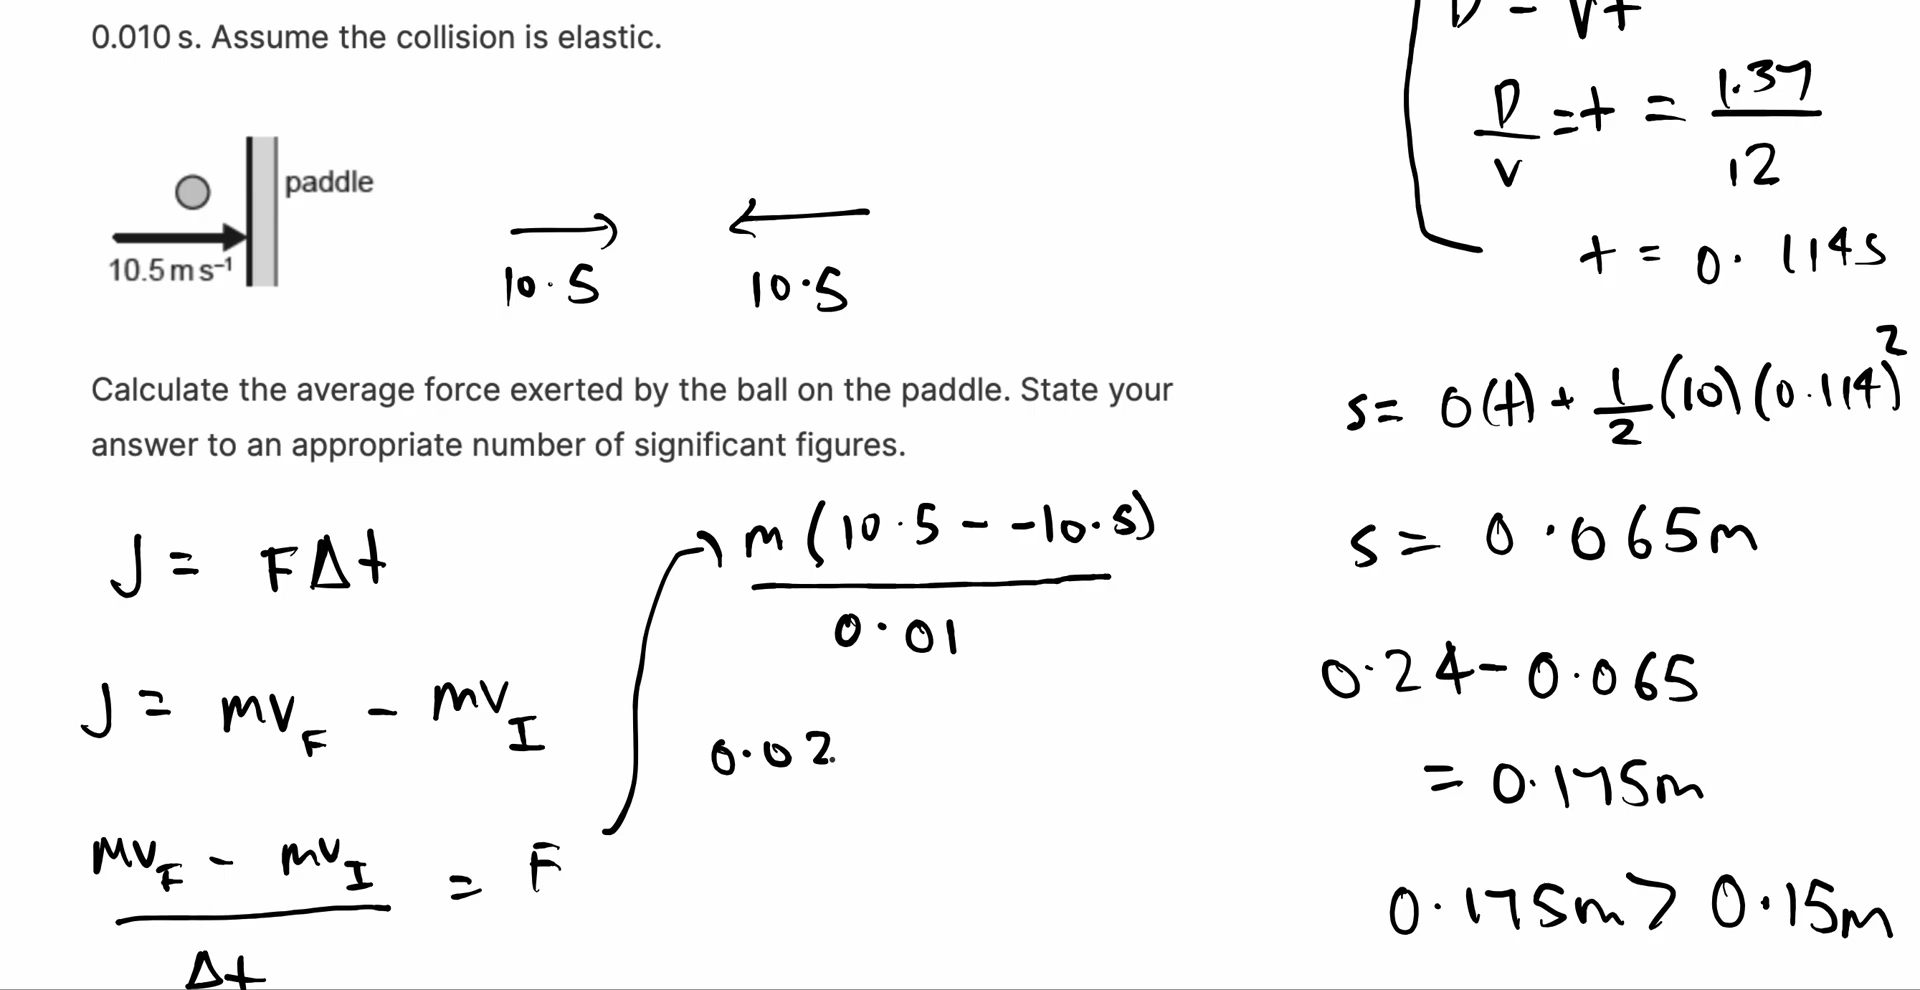 0.010 s. Assume the collision is elastic.
paddle
10.5 m s⁻¹
10.5
10.5
Calculate the average force exerted by the ball on the paddle. State your
answer to an appropriate number of significant figures.
J = FΔt
J = mv_F - mv_I
mv_F - mv_I
Δt
= F
m(10.5 - -10.5)
0.01
0.02
D = vt
D/v = t = 1.37/12
t = 0.114s
s = 0(t) + 1/2 (10)(0.114)²
s = 0.065m
0.24 - 0.065
= 0.175m
0.175m > 0.15m